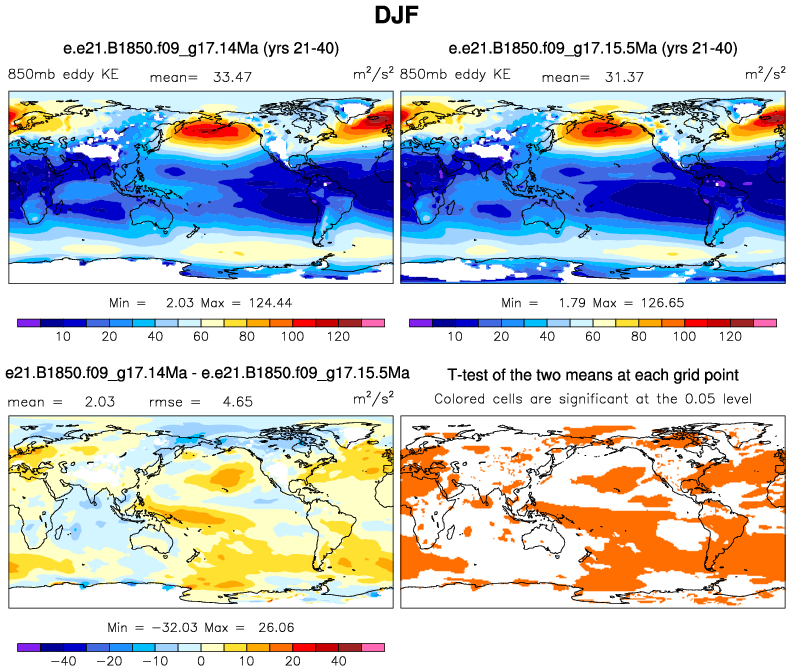 DJF
e.e21.B1850.f09_g17.14Ma (yrs 21-40)
850mb eddy KE mean= 33.47 m²/s²
Min = 2.03 Max = 124.44
10 20 40 60 80 100 120
e.e21.B1850.f09_g17.15.5Ma (yrs 21-40)
850mb eddy KE mean= 31.37 m²/s²
Min = 1.79 Max = 126.65
10 20 40 60 80 100 120
e21.B1850.f09_g17.14Ma - e.e21.B1850.f09_g17.15.5Ma
mean = 2.03 rmse = 4.65 m²/s²
Min = −32.03 Max = 26.06
−40 −20 −10 0 10 20 40
T-test of the two means at each grid point
Colored cells are significant at the 0.05 level